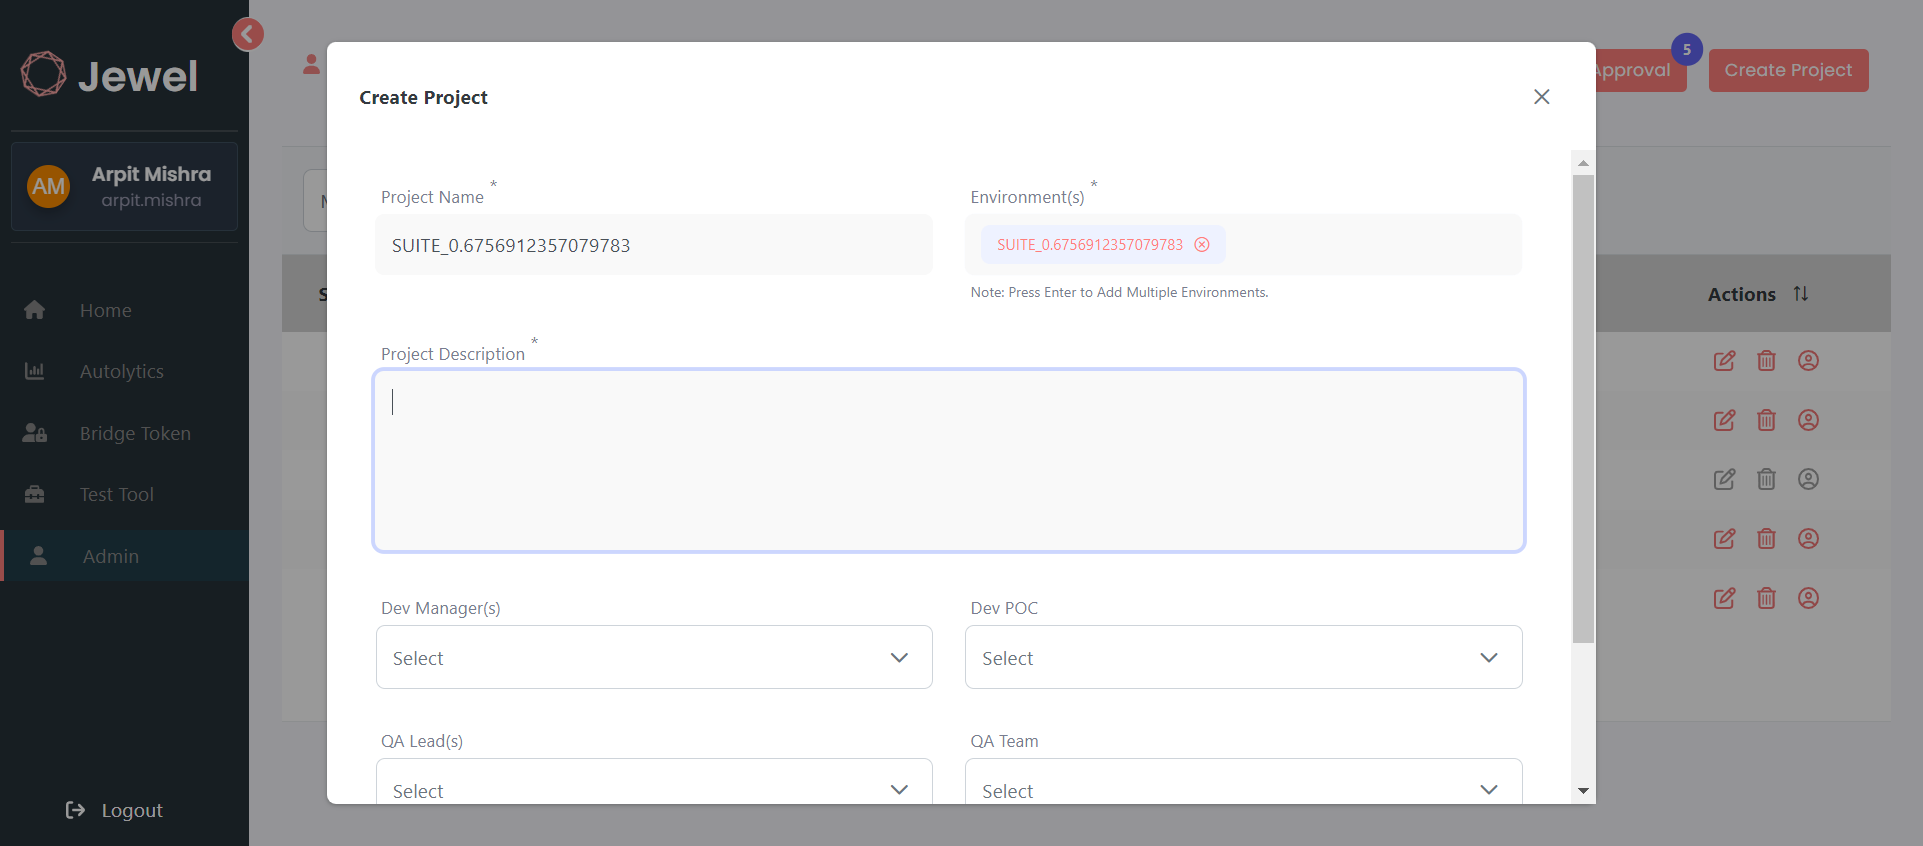 Jewel
AM
Arpit Mishra
arpit.mishra
Home
Autolytics
Bridge Token
Test Tool
Admin
Logout
Approval
5
Create Project
Actions
Create Project
Project Name *
SUITE_0.6756912357079783
Environment(s) *
SUITE_0.6756912357079783
Note: Press Enter to Add Multiple Environments.
Project Description *
Dev Manager(s)
Select
Dev POC
Select
QA Lead(s)
Select
QA Team
Select